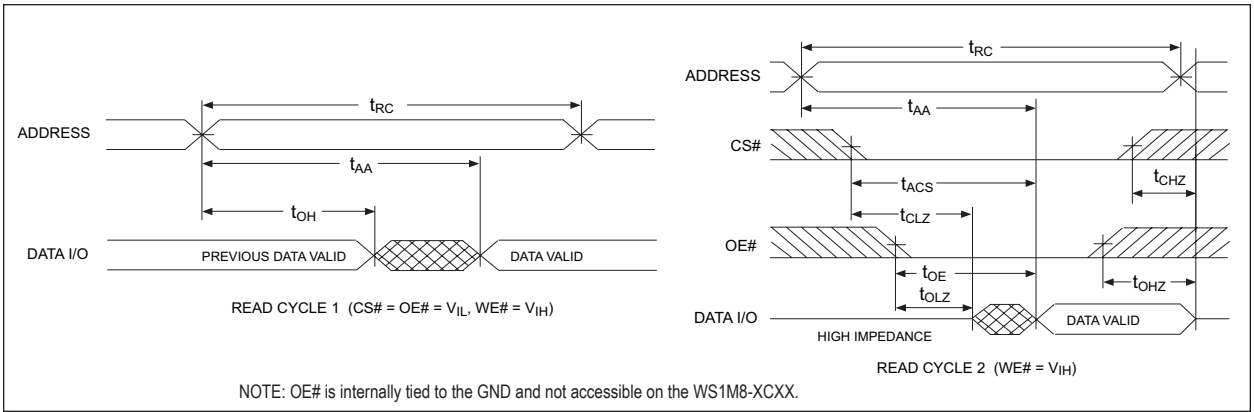 tRC
ADDRESS
tAA
tOH
DATA I/O
PREVIOUS DATA VALID
DATA VALID
READ CYCLE 1 (CS# = OE# = VIL, WE# = VIH)
tRC
ADDRESS
tAA
CS#
tCHZ
tACS
tCLZ
OE#
tOE
tOHZ
tOLZ
DATA I/O
HIGH IMPEDANCE
DATA VALID
READ CYCLE 2 (WE# = VIH)
NOTE: OE# is internally tied to the GND and not accessible on the WS1M8-XCXX.